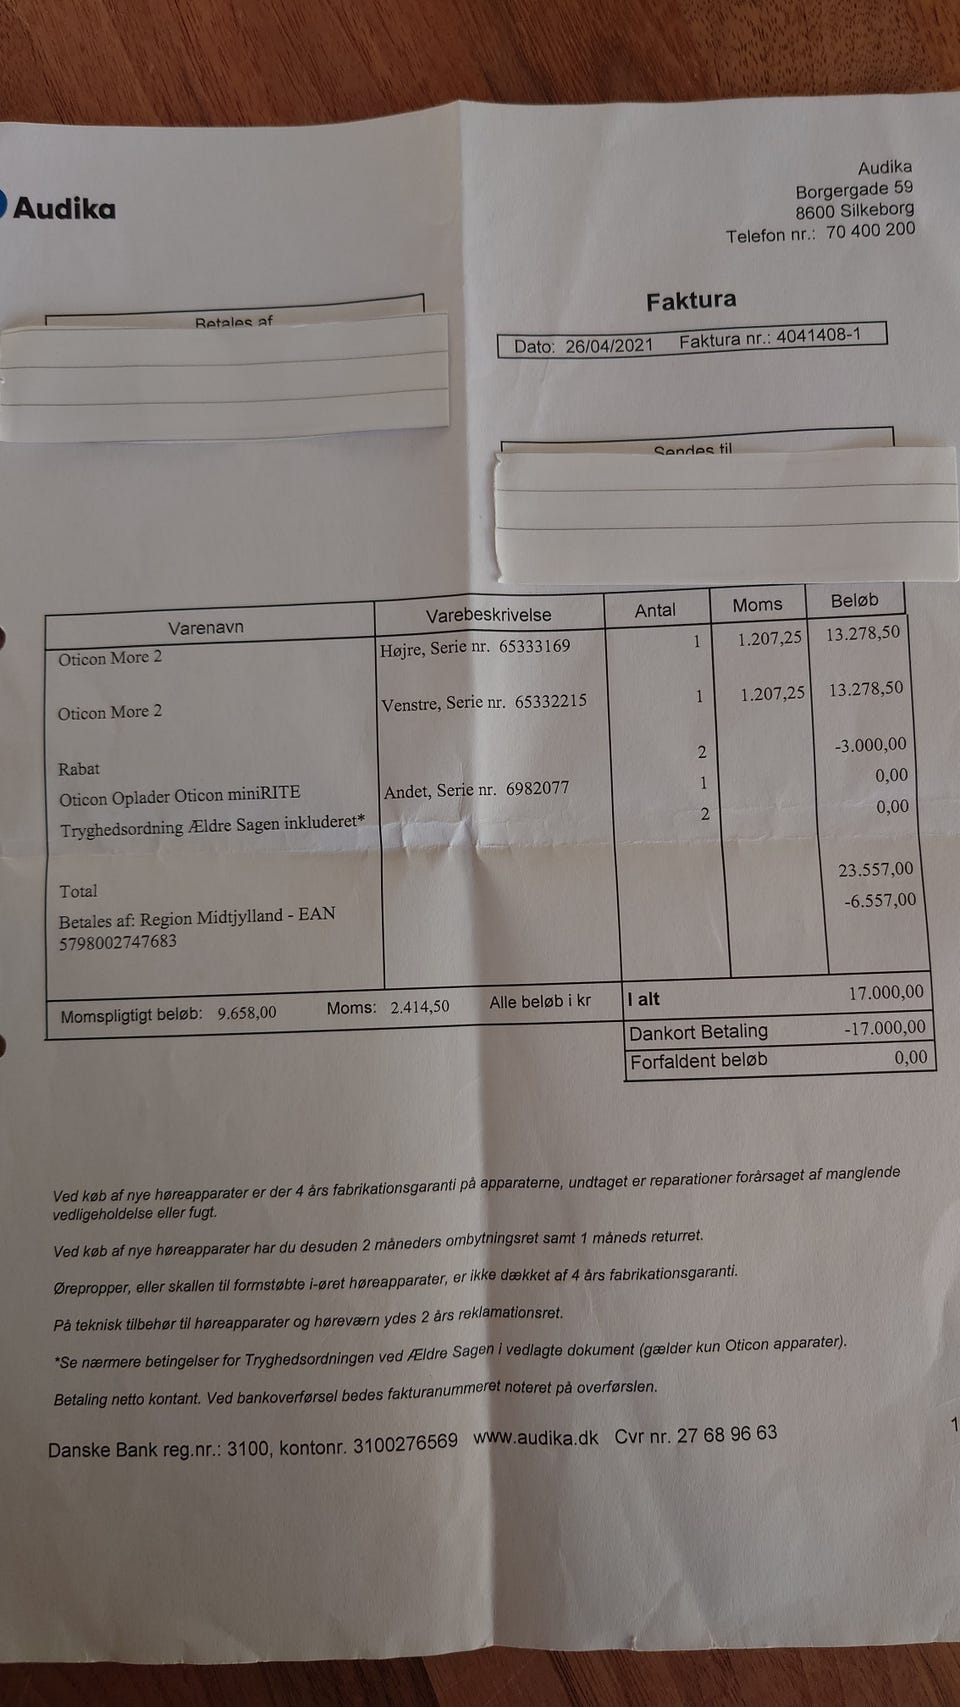 Audika
Audika
Borgergade 59
8600 Silkeborg
Telefon nr.: 70 400 200
Faktura
Dato: 26/04/2021 Faktura nr.: 4041408-1
Betales af
Sendes til
Varenavn Varebeskrivelse Antal Moms Beløb
Oticon More 2 Højre, Serie nr. 65333169 1 1.207,25 13.278,50
Oticon More 2 Venstre, Serie nr. 65332215 1 1.207,25 13.278,50
Rabat 2 -3.000,00
Oticon Oplader Oticon miniRITE Andet, Serie nr. 6982077 1 0,00
Tryghedsordning Ældre Sagen inkluderet* 2 0,00
Total 23.557,00
Betales af: Region Midtjylland - EAN -6.557,00
5798002747683
Momspligtigt beløb: 9.658,00 Moms: 2.414,50 Alle beløb i kr I alt 17.000,00
Dankort Betaling -17.000,00
Forfaldent beløb 0,00
Ved køb af nye høreapparater er der 4 års fabrikationsgaranti på apparaterne, undtaget er reparationer forårsaget af manglende
vedligeholdelse eller fugt.
Ved køb af nye høreapparater har du desuden 2 måneders ombytningsret samt 1 måneds returret.
Ørepropper, eller skallen til formstøbte i-øret høreapparater, er ikke dækket af 4 års fabrikationsgaranti.
På teknisk tilbehør til høreapparater og høreværn ydes 2 års reklamationsret.
*Se nærmere betingelser for Tryghedsordningen ved Ældre Sagen i vedlagte dokument (gælder kun Oticon apparater).
Betaling netto kontant. Ved bankoverførsel bedes fakturanummeret noteret på overførslen.
Danske Bank reg.nr.: 3100, kontonr. 3100276569 www.audika.dk Cvr nr. 27 68 96 63
1